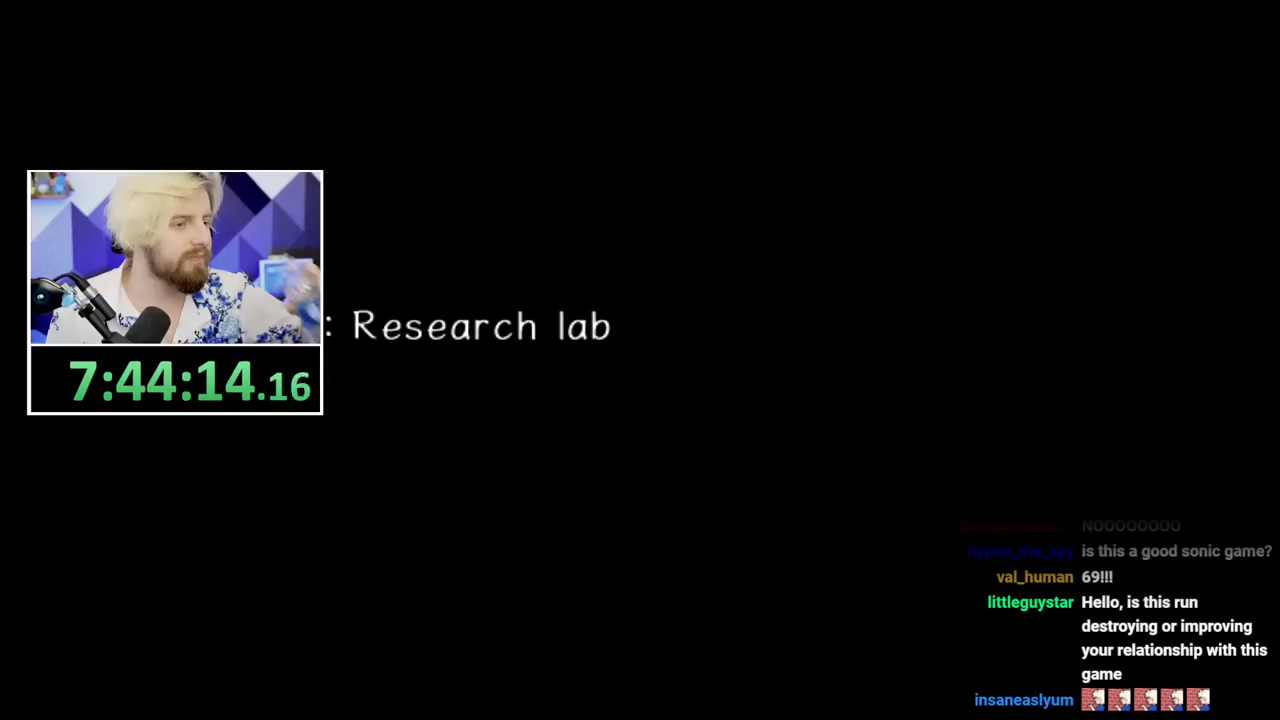 : Research lab
7:44:14.16
NOOOOOOOO
hypna_the_spy is this a good sonic game?
val_human 69!!!
littleguystar Hello, is this run
destroying or improving
your relationship with this
game
insaneaslyum